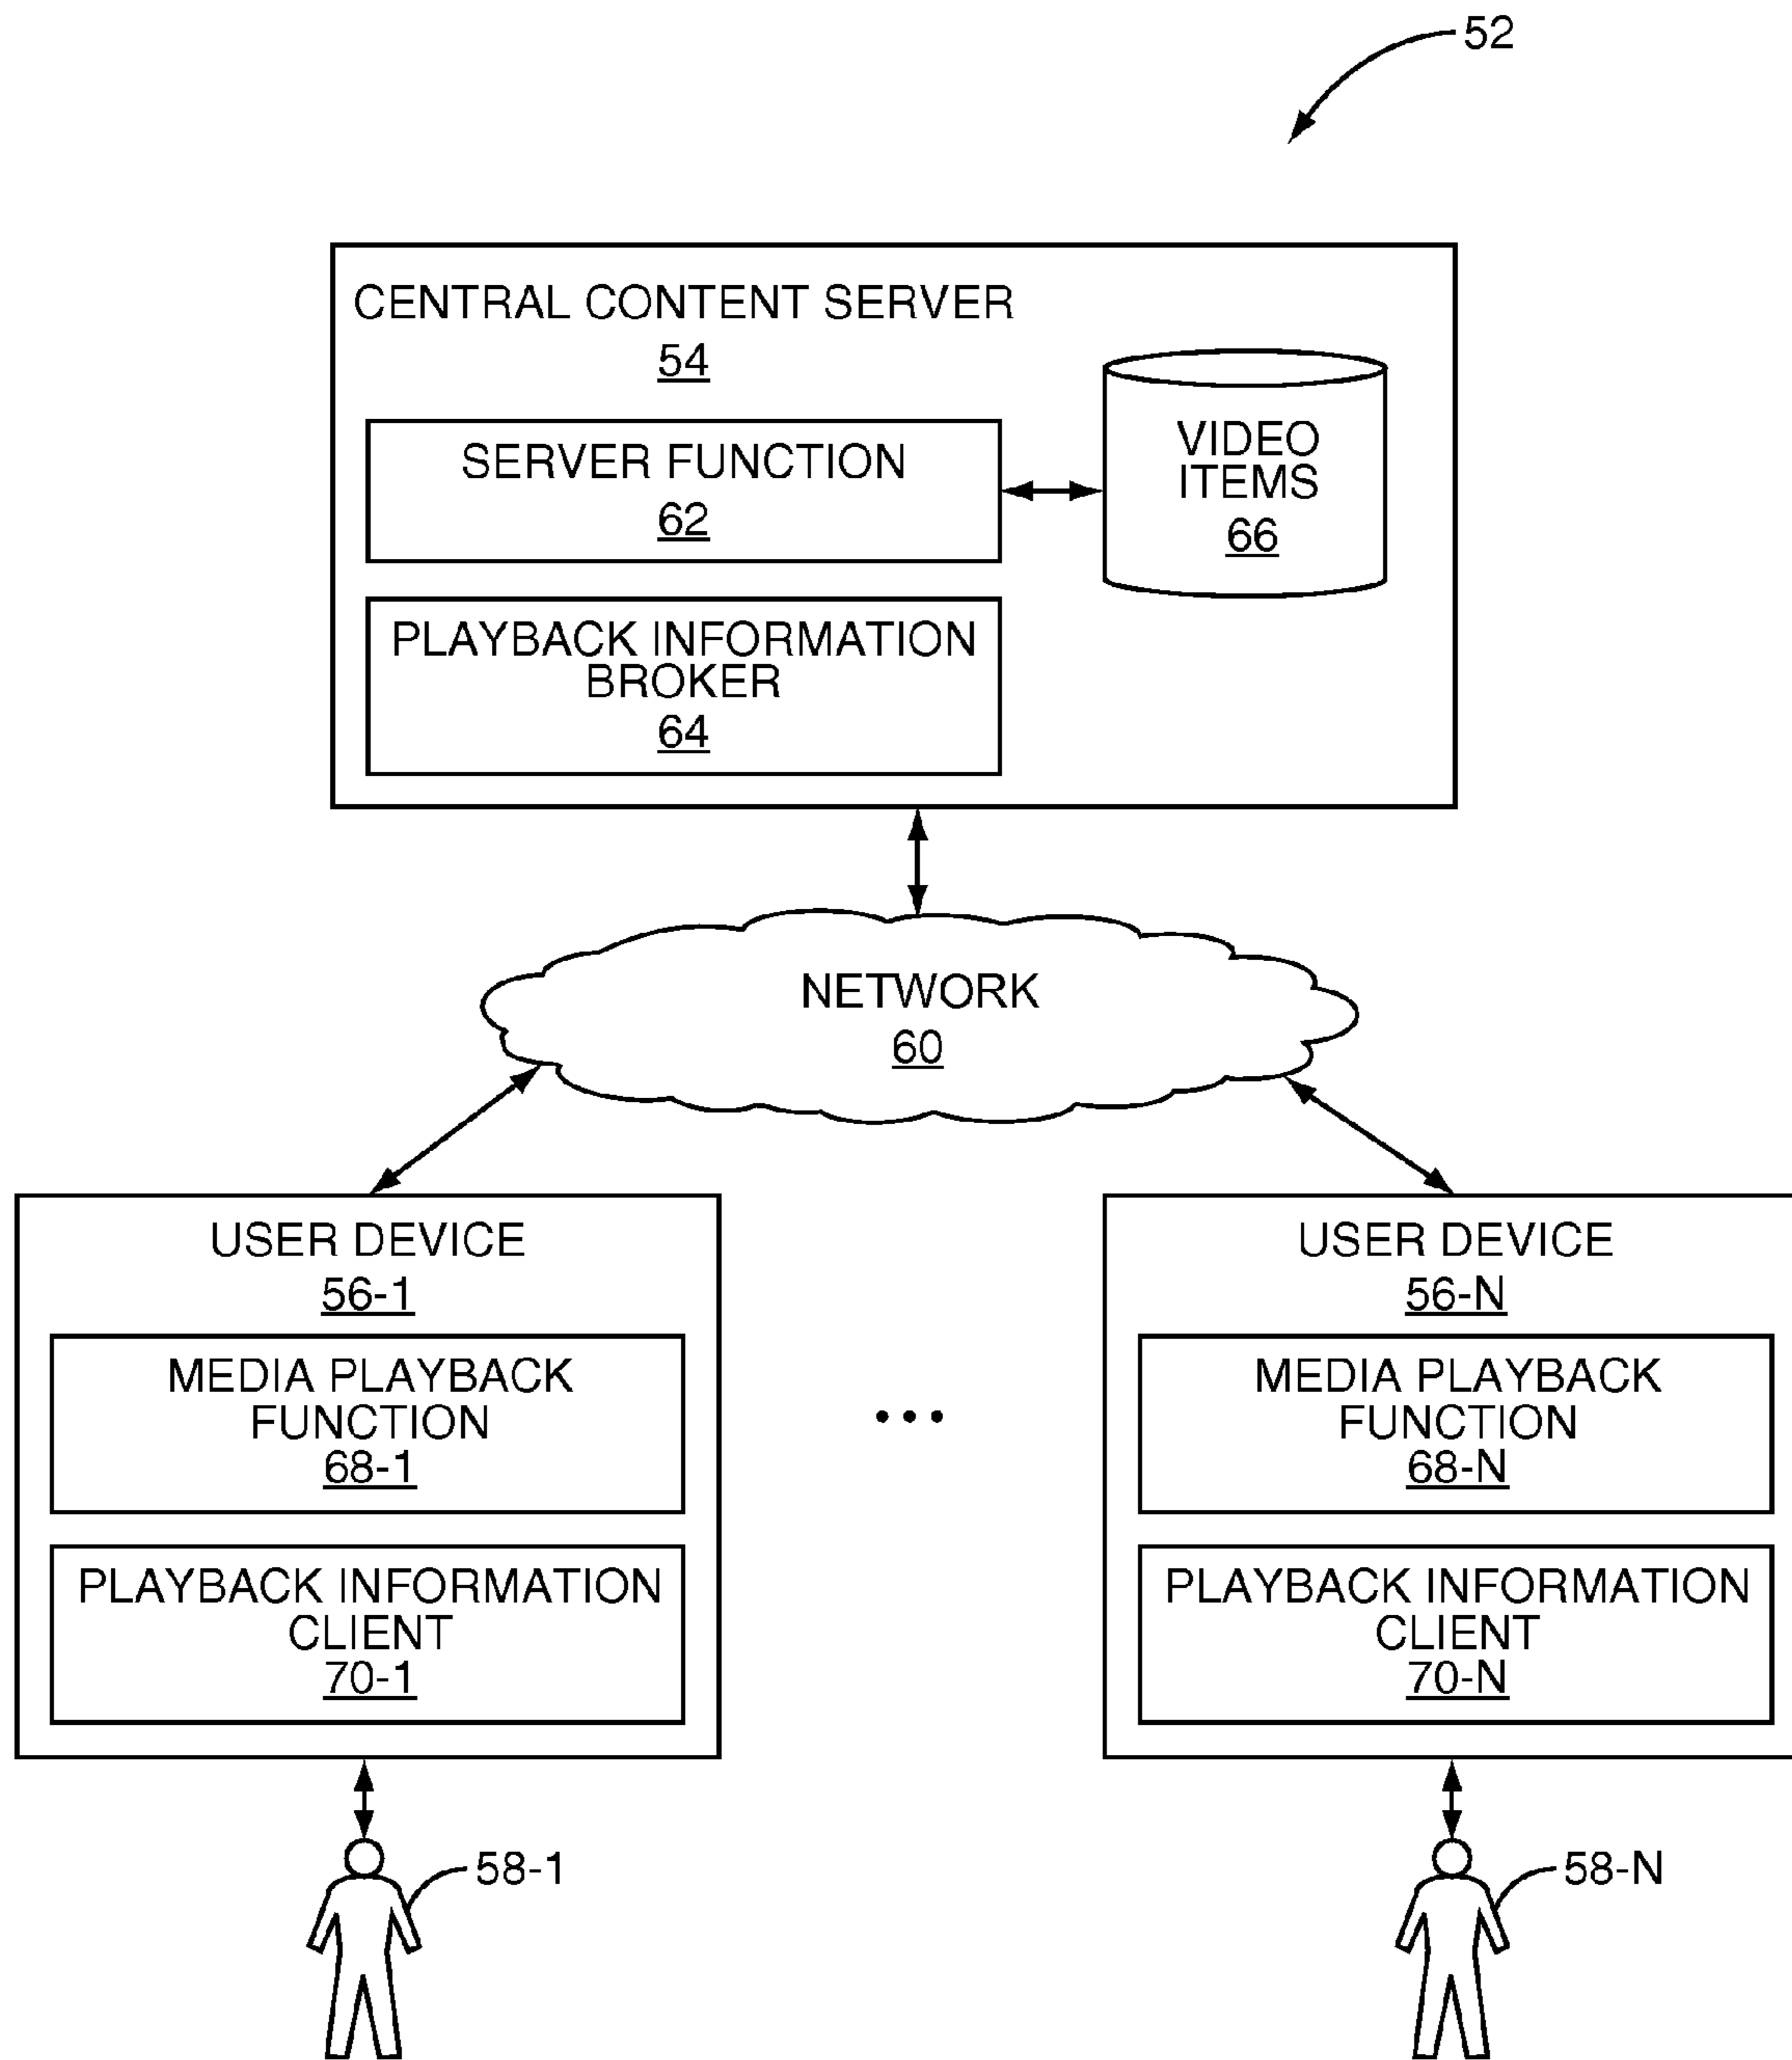 52
CENTRAL CONTENT SERVER
54
SERVER FUNCTION
62
VIDEO
ITEMS
66
PLAYBACK INFORMATION
BROKER
64
NETWORK
60
USER DEVICE
56-1
MEDIA PLAYBACK
FUNCTION
68-1
PLAYBACK INFORMATION
CLIENT
70-1
58-1
...
USER DEVICE
56-N
MEDIA PLAYBACK
FUNCTION
68-N
PLAYBACK INFORMATION
CLIENT
70-N
58-N